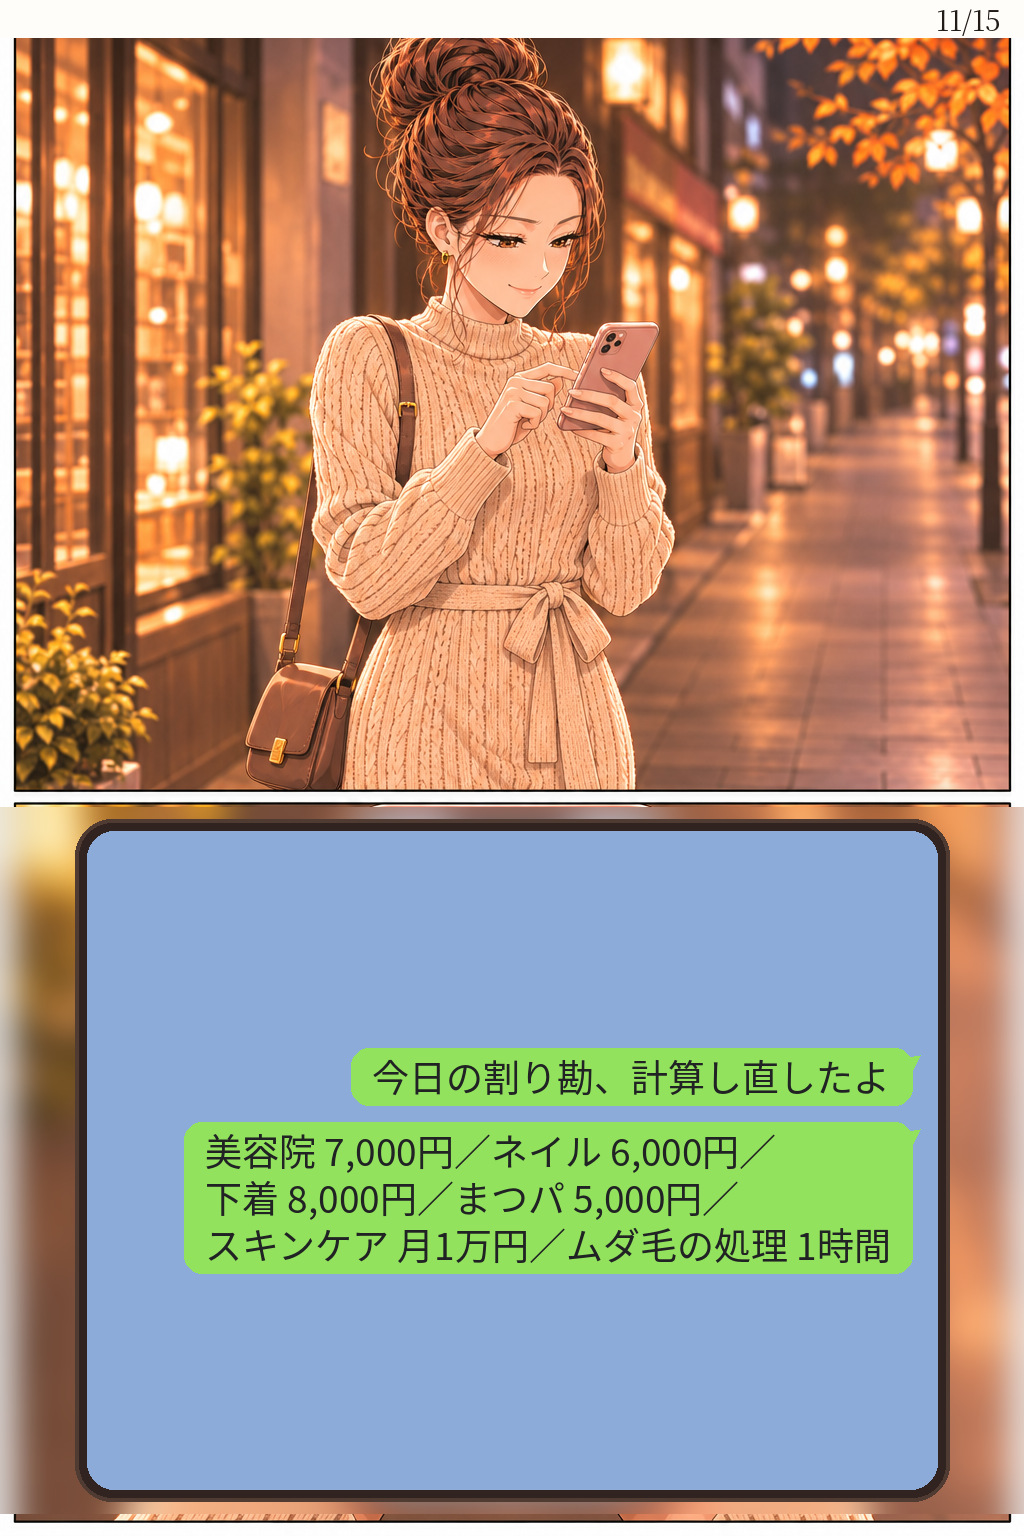 11/15
今日の割り勘、計算し直したよ
美容院 7,000円／ネイル 6,000円／
下着 8,000円／まつパ 5,000円／
スキンケア 月1万円／ムダ毛の処理 1時間